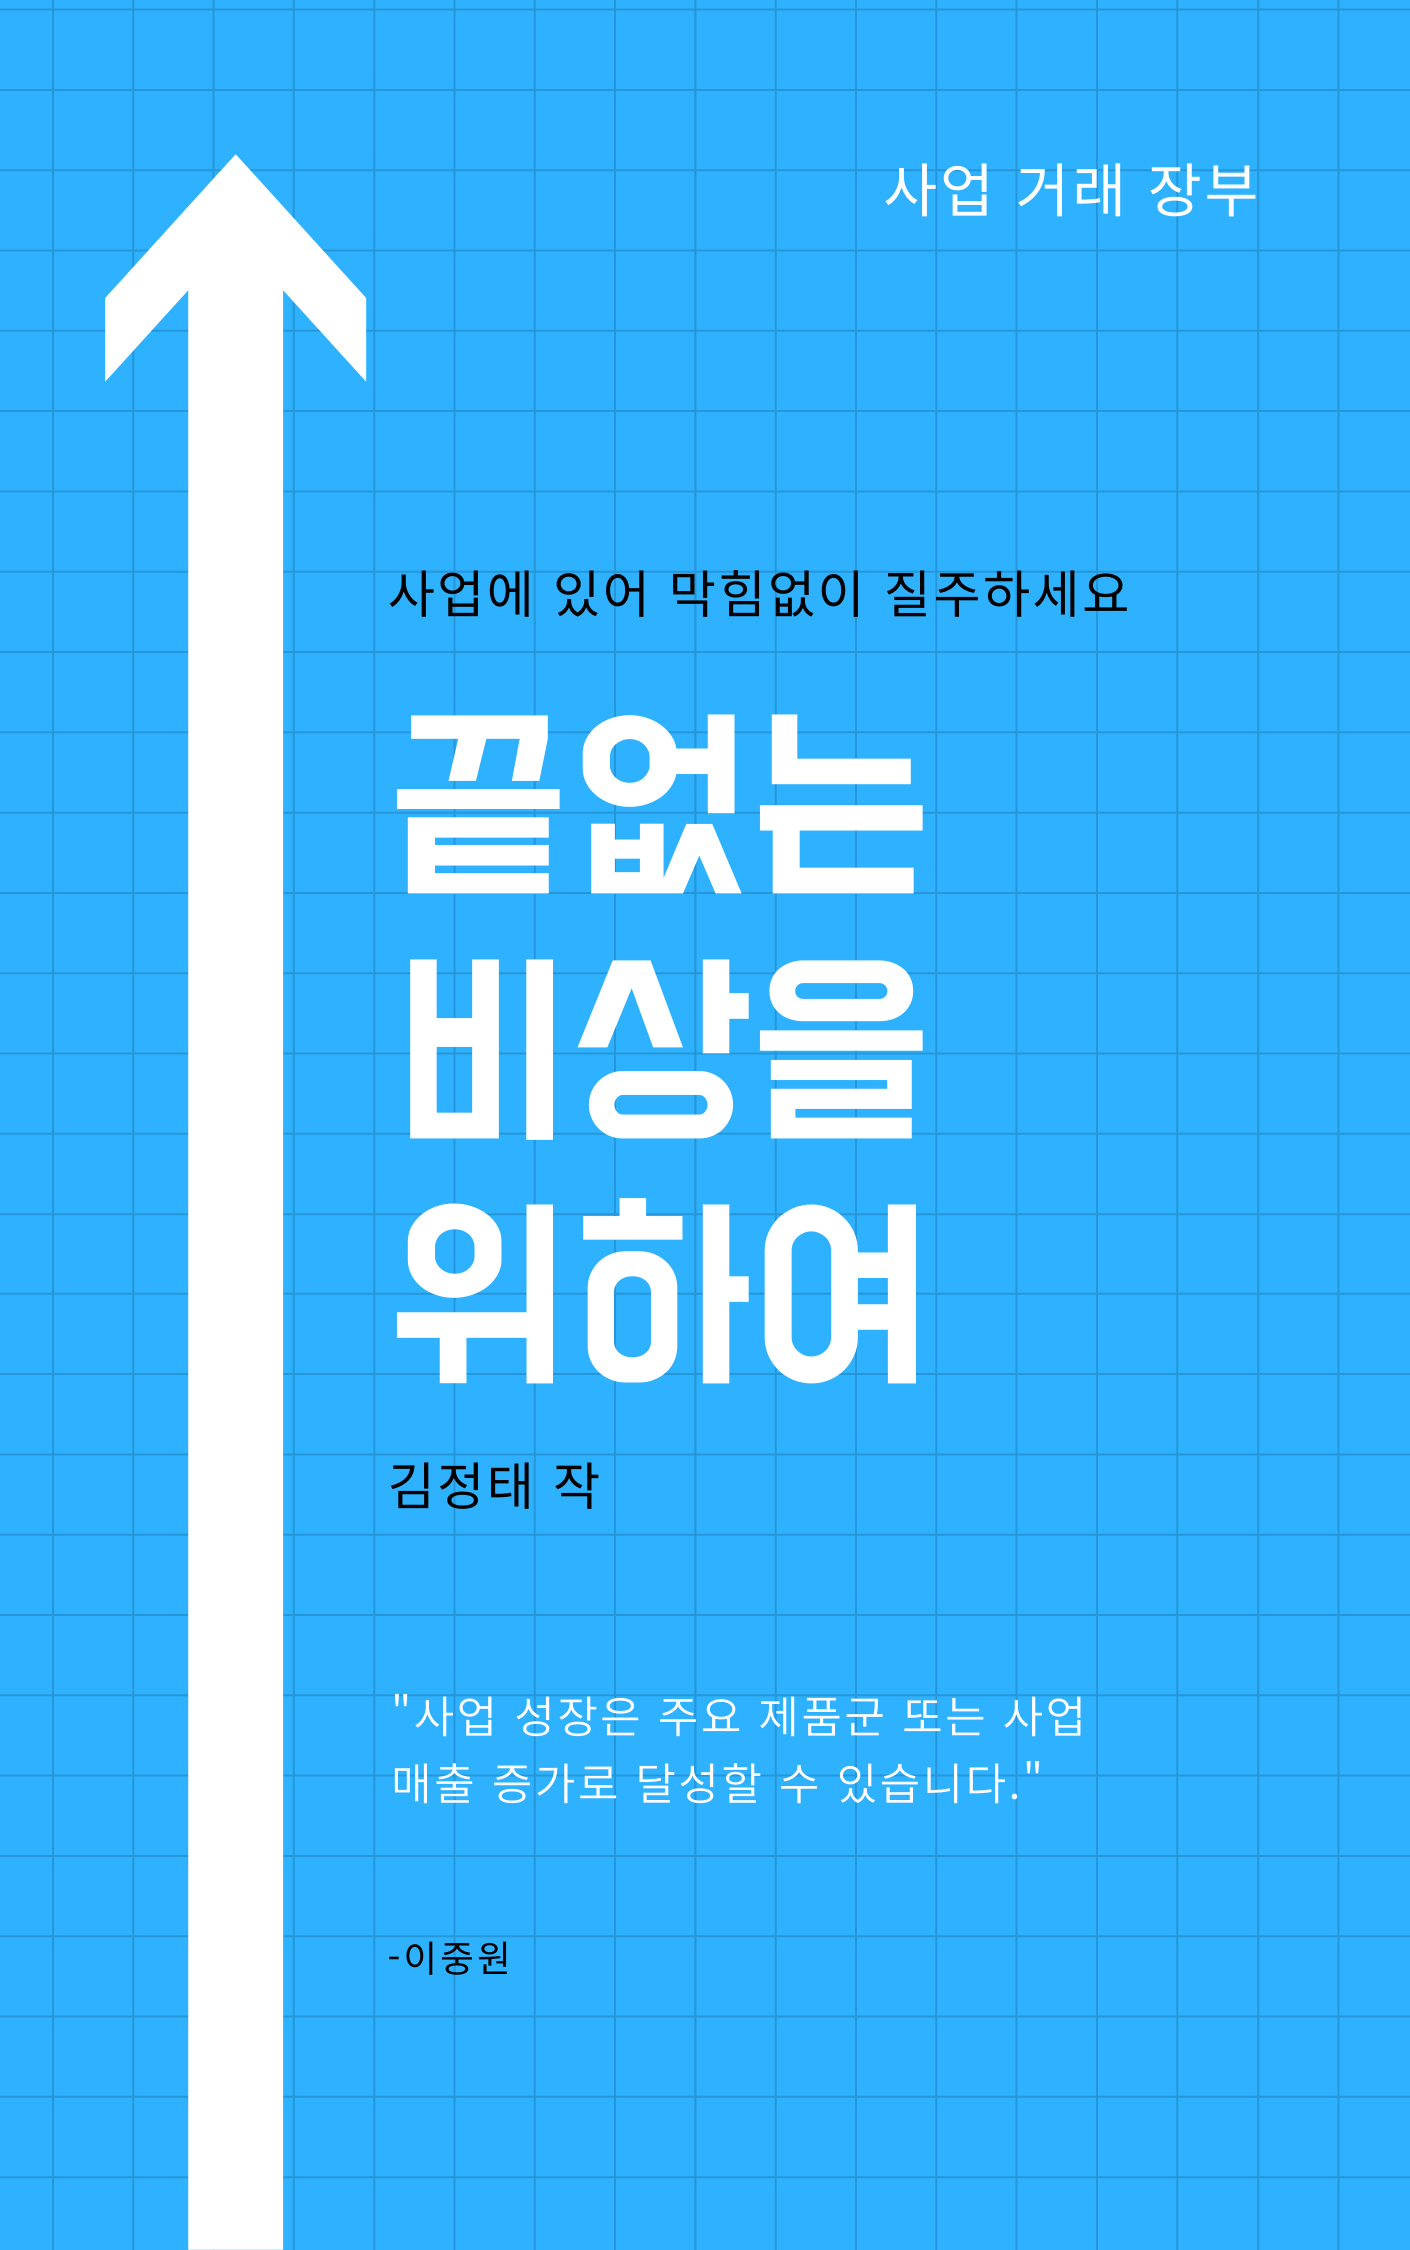 사업 거래 장부
사업에 있어 막힘없이 질주하세요
끝없는
비상을
위하여
김정태 작
"사업 성장은 주요 제품군 또는 사업
매출 증가로 달성할 수 있습니다."
-이중원